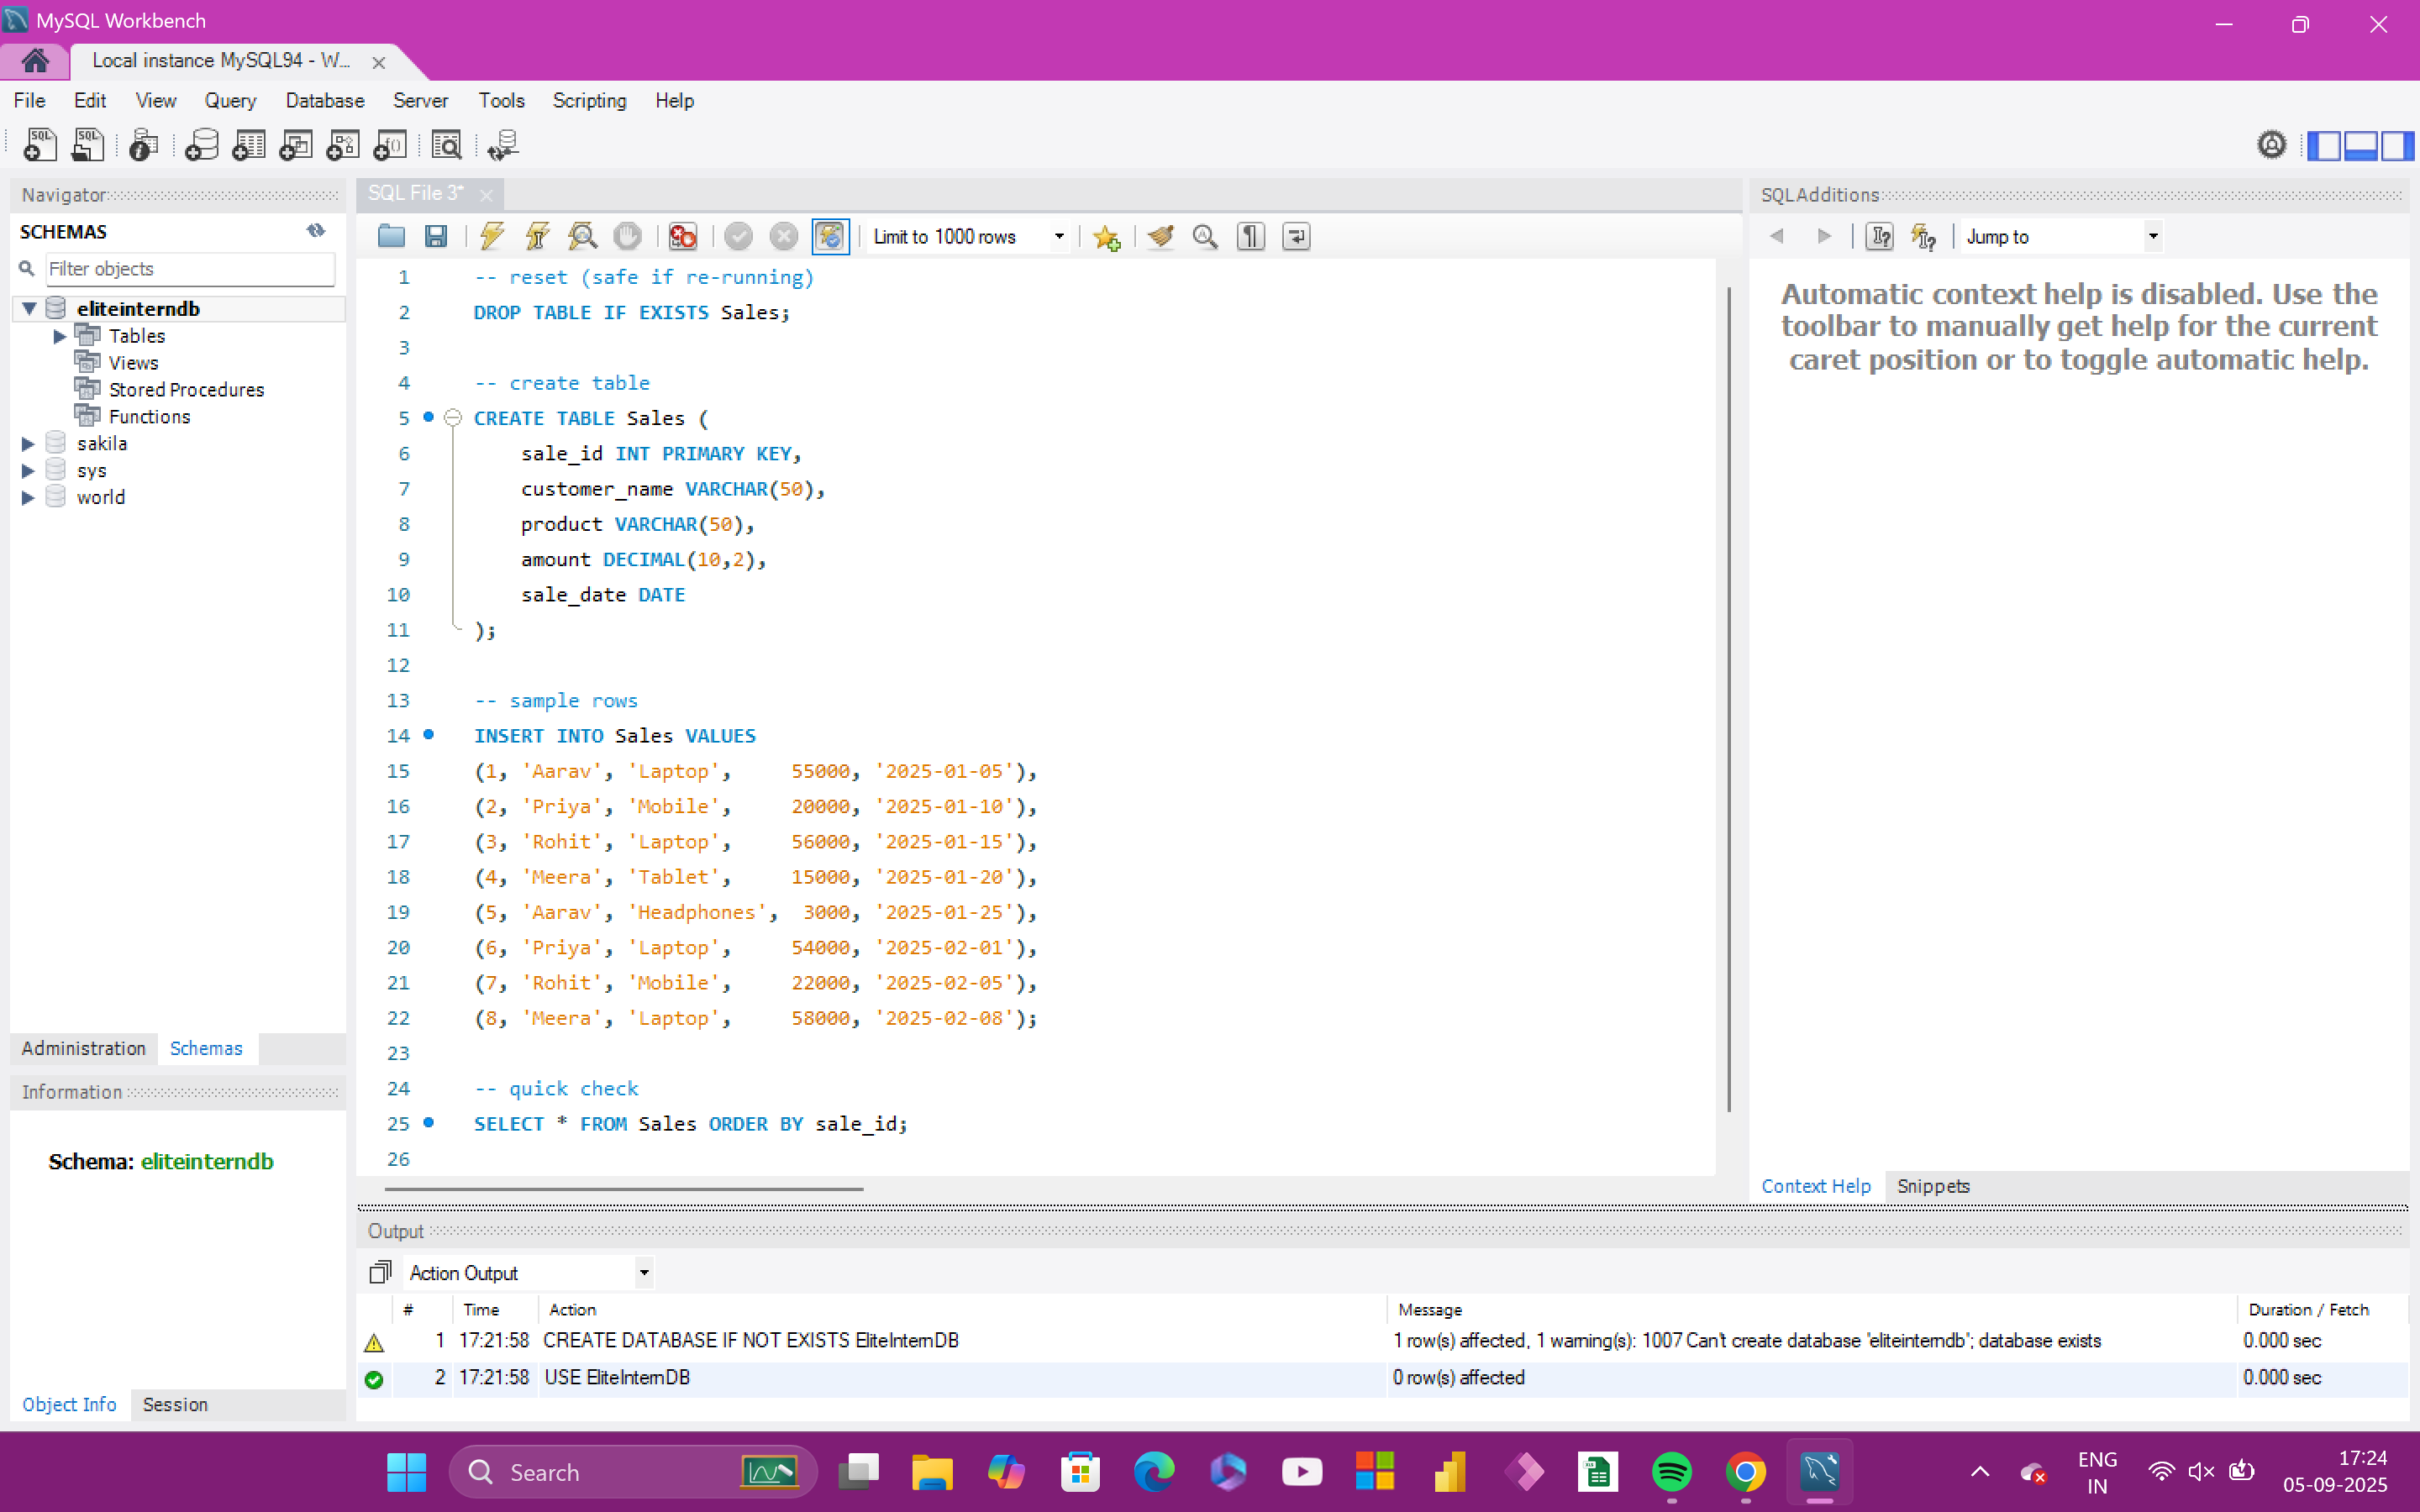 MySQL Workbench
Local instance MySQL94 - W...
File Edit View Query Database Server Tools Scripting Help
Navigator
SCHEMAS
Filter objects
eliteinterndb
Tables
Views
Stored Procedures
Functions
sakila
sys
world
Administration Schemas
Information
Schema: eliteinterndb
Object Info Session
SQL File 3*
Limit to 1000 rows
1 -- reset (safe if re-running)
2 DROP TABLE IF EXISTS Sales;
3
4 -- create table
5 CREATE TABLE Sales (
6 sale_id INT PRIMARY KEY,
7 customer_name VARCHAR(50),
8 product VARCHAR(50),
9 amount DECIMAL(10,2),
10 sale_date DATE
11 );
12
13 -- sample rows
14 INSERT INTO Sales VALUES
15 (1, 'Aarav', 'Laptop', 55000, '2025-01-05'),
16 (2, 'Priya', 'Mobile', 20000, '2025-01-10'),
17 (3, 'Rohit', 'Laptop', 56000, '2025-01-15'),
18 (4, 'Meera', 'Tablet', 15000, '2025-01-20'),
19 (5, 'Aarav', 'Headphones', 3000, '2025-01-25'),
20 (6, 'Priya', 'Laptop', 54000, '2025-02-01'),
21 (7, 'Rohit', 'Mobile', 22000, '2025-02-05'),
22 (8, 'Meera', 'Laptop', 58000, '2025-02-08');
23
24 -- quick check
25 SELECT * FROM Sales ORDER BY sale_id;
26
SQLAdditions
Jump to
Automatic context help is disabled. Use the
toolbar to manually get help for the current
caret position or to toggle automatic help.
Context Help Snippets
Output
Action Output
# Time Action Message Duration / Fetch
1 17:21:58 CREATE DATABASE IF NOT EXISTS EliteInternDB 1 row(s) affected, 1 warning(s): 1007 Can't create database 'eliteinterndb'; database exists 0.000 sec
2 17:21:58 USE EliteInternDB 0 row(s) affected 0.000 sec
Search
ENG
IN
17:24
05-09-2025